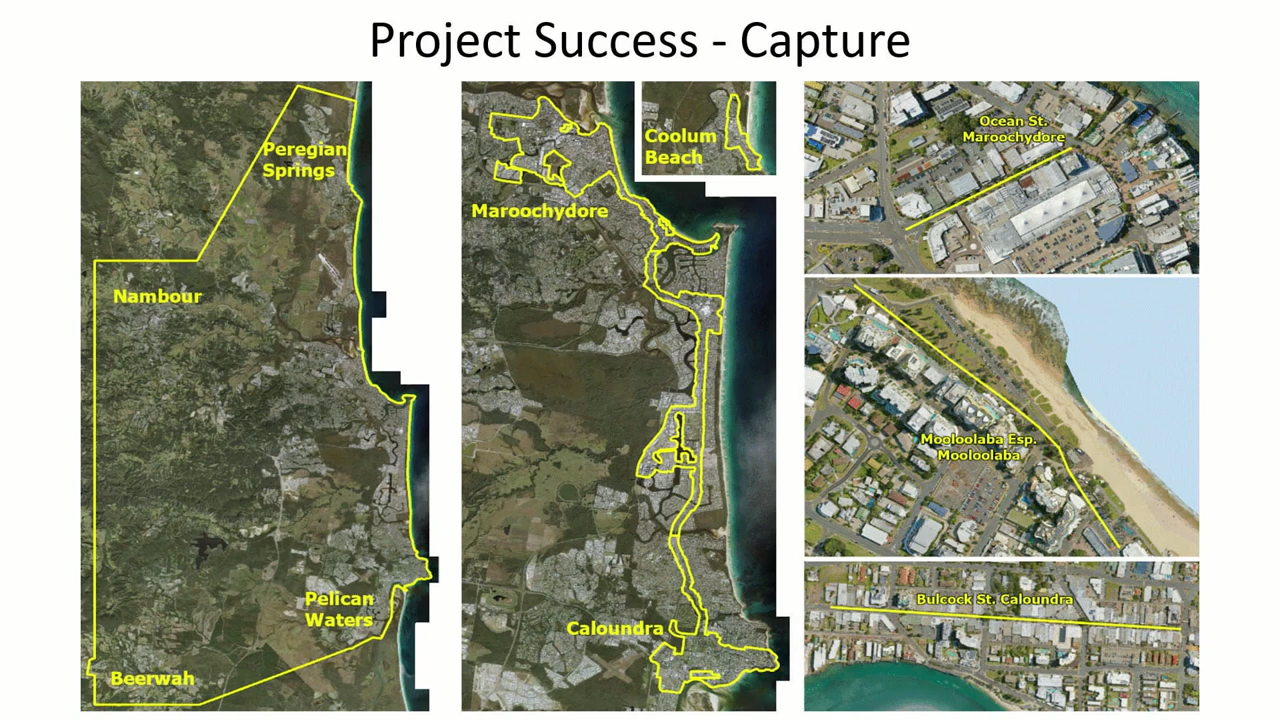 Project Success - Capture
Peregian
Springs
Nambour
Pelican
Waters
Beerwah
Coolum
Beach
Maroochydore
Caloundra
Ocean St.
Maroochydore
Mooloolaba Esp.
Mooloolaba
Bulcock St. Caloundra